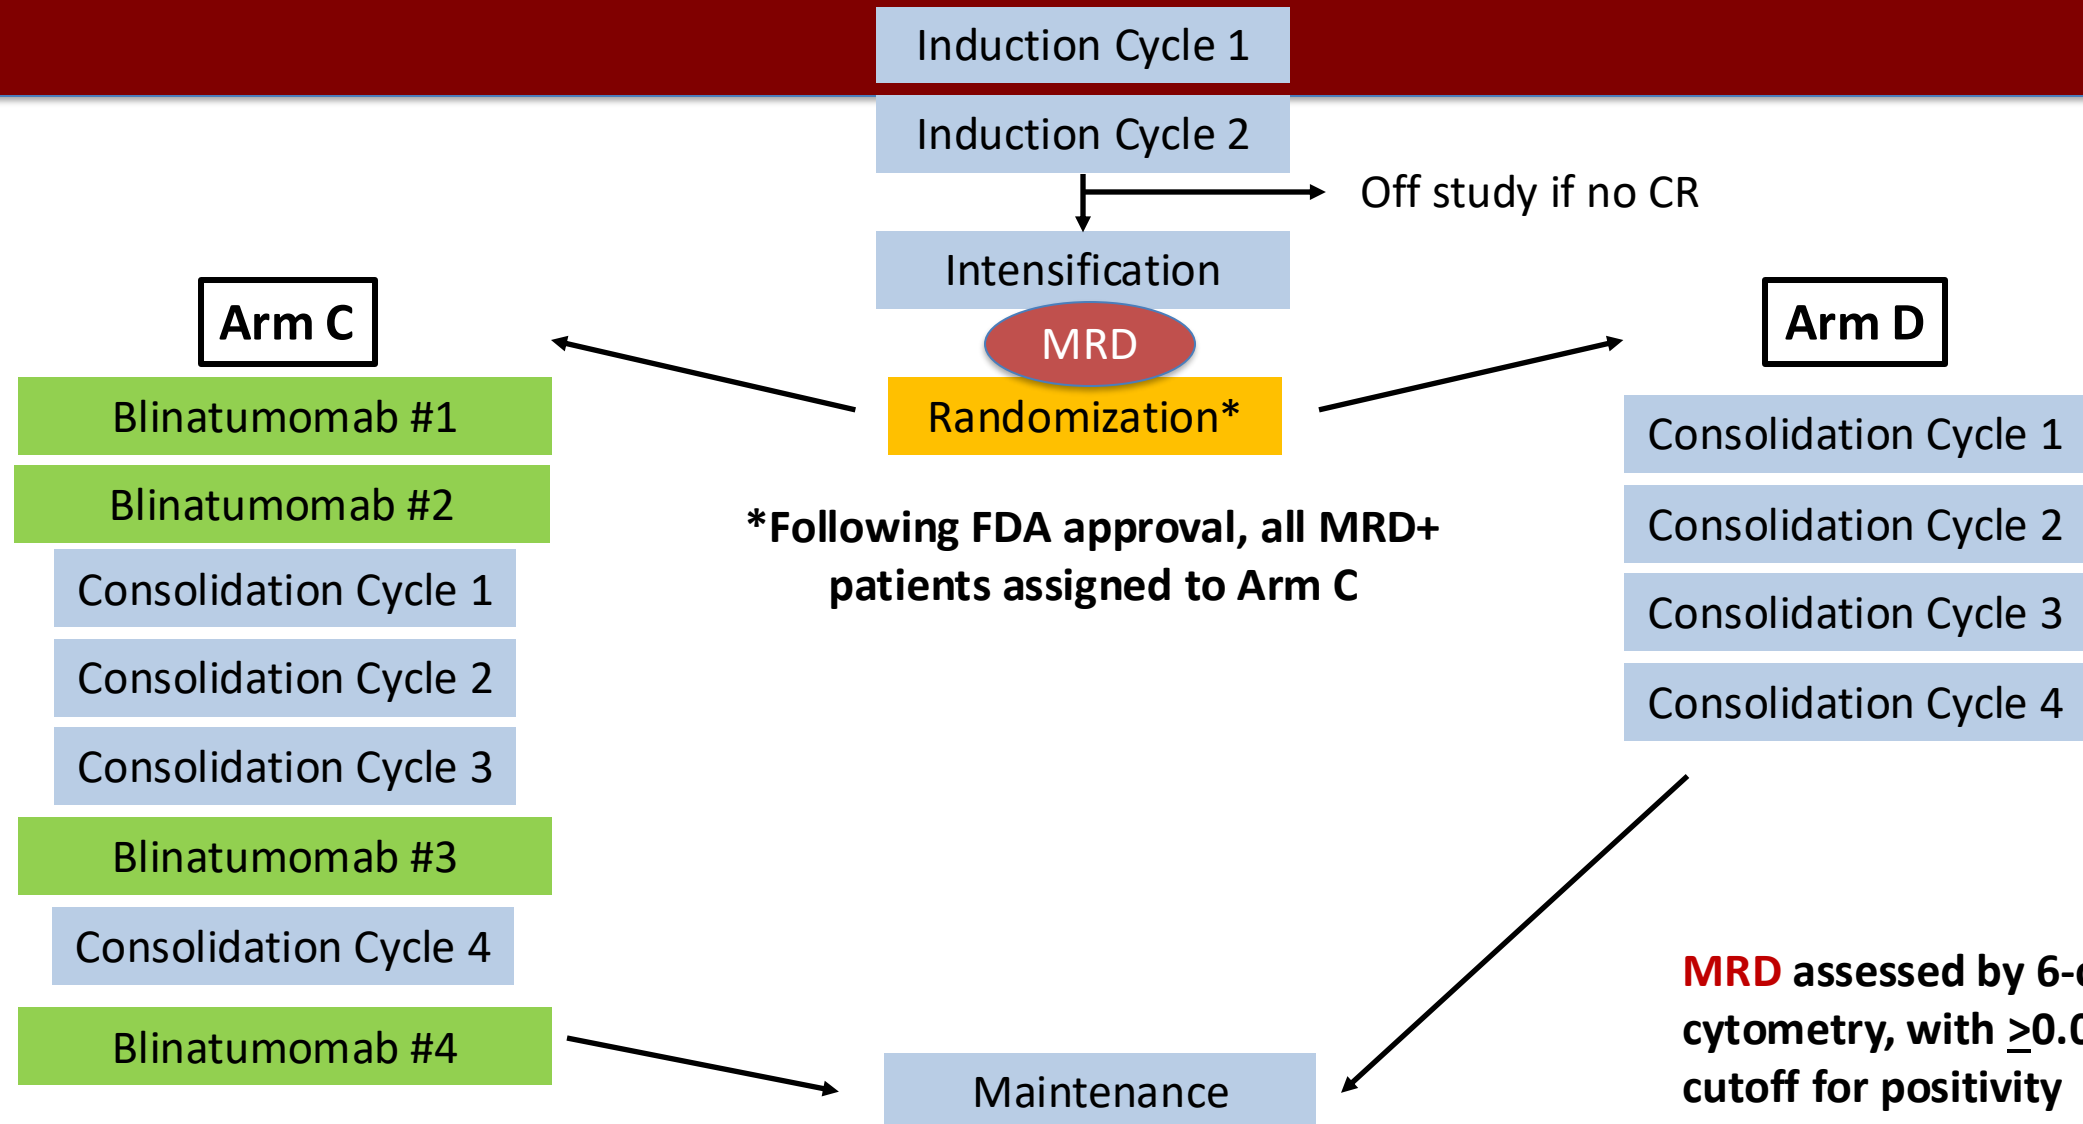 Induction Cycle 1
Induction Cycle 2
Off study if no CR
Intensification
MRD
Randomization*
*Following FDA approval, all MRD+
patients assigned to Arm C
Arm C
Blinatumomab #1
Blinatumomab #2
Consolidation Cycle 1
Consolidation Cycle 2
Consolidation Cycle 3
Blinatumomab #3
Consolidation Cycle 4
Blinatumomab #4
Arm D
Consolidation Cycle 1
Consolidation Cycle 2
Consolidation Cycle 3
Consolidation Cycle 4
Maintenance
MRD assessed by
cytometry, with
cutoff for positivity